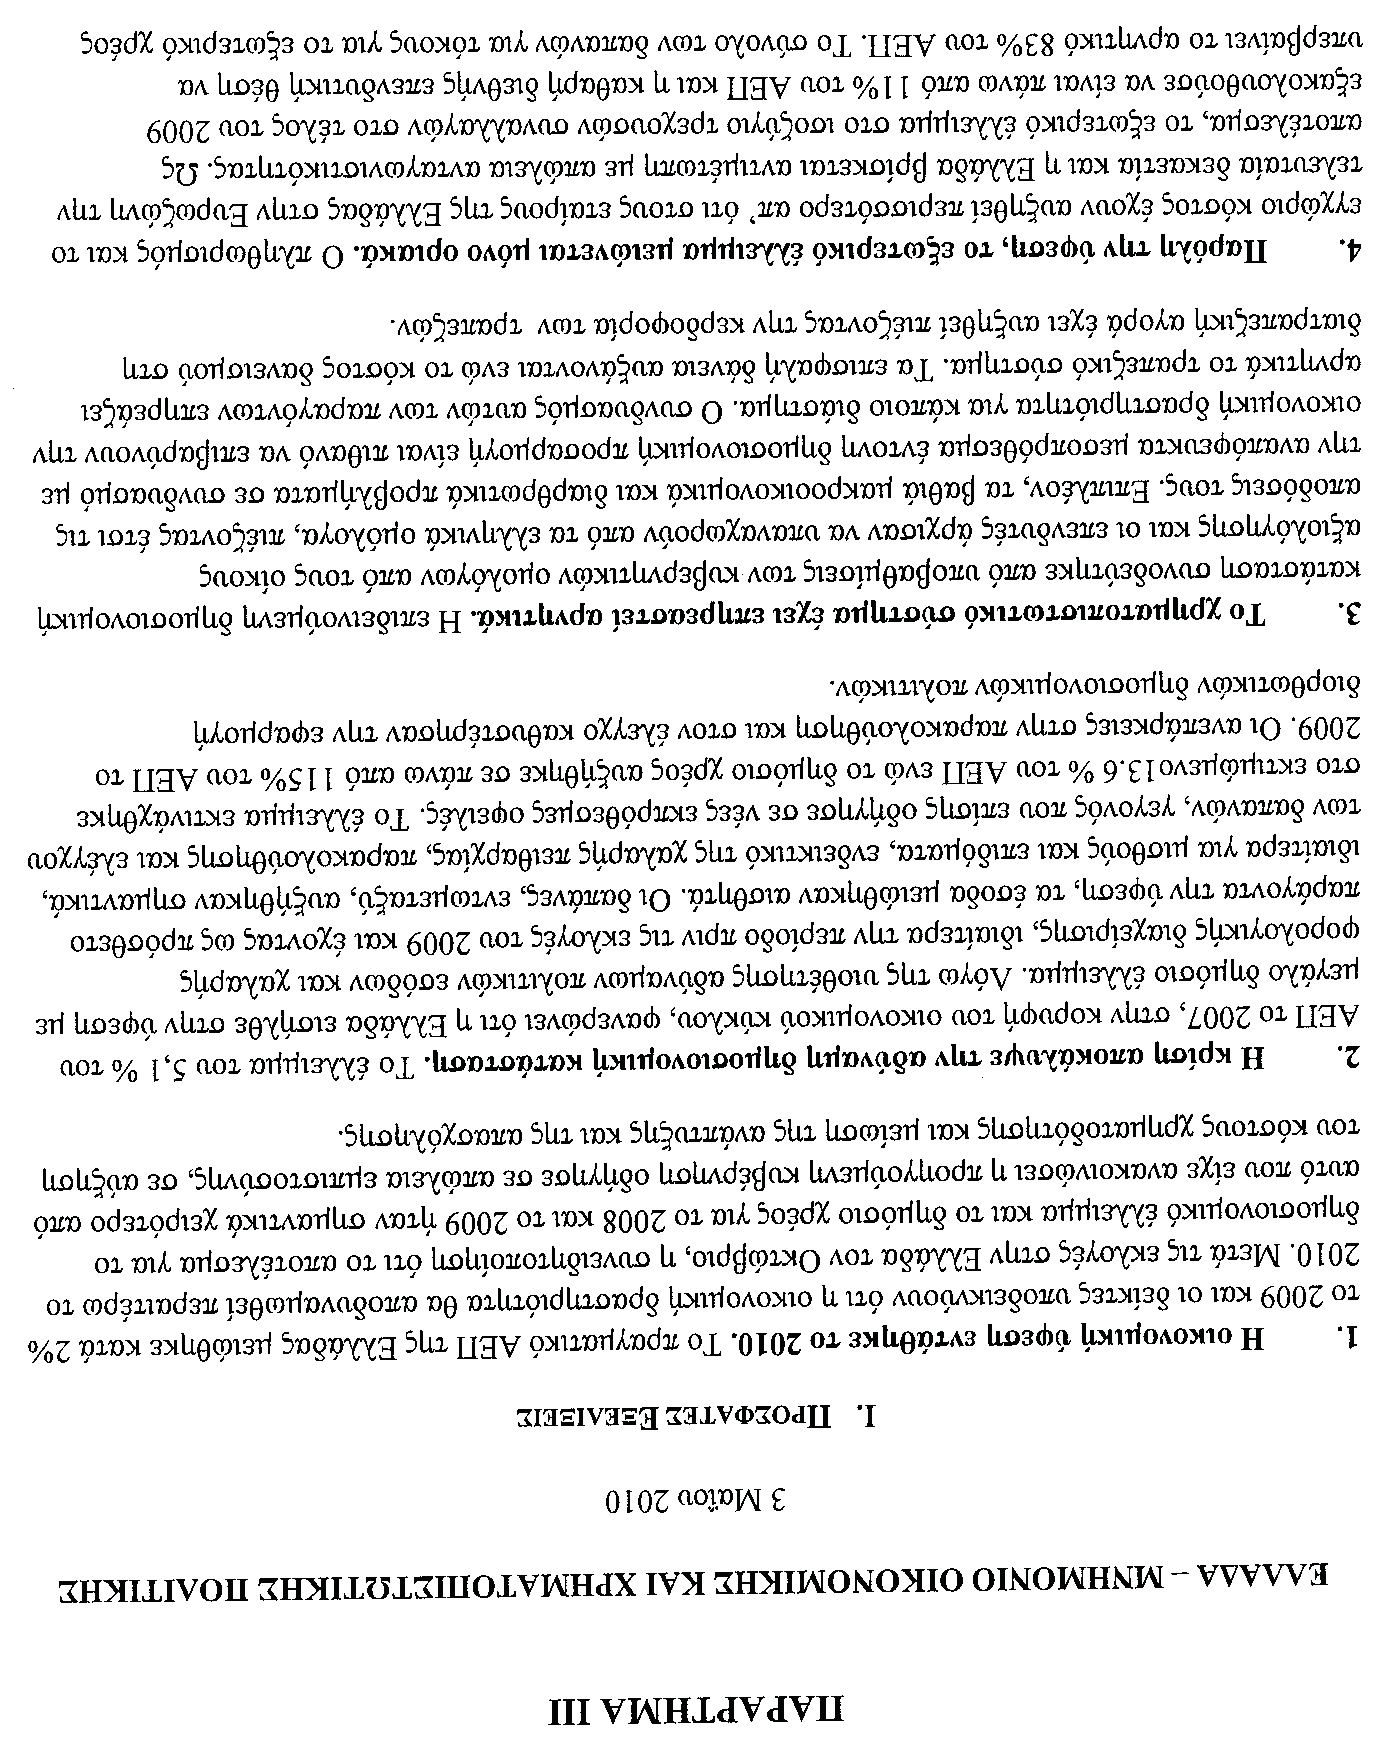 ΠΑΡΑΡΤΗΜΑ ΙΙΙ
ΕΛΛΑΔΑ – ΜΝΗΜΟΝΙΟ ΟΙΚΟΝΟΜΙΚΗΣ ΚΑΙ ΧΡΗΜΑΤΟΠΙΣΤΩΤΙΚΗΣ ΠΟΛΙΤΙΚΗΣ
3 Μαΐου 2010
I. ΠΡΟΣΦΑΤΕΣ ΕΞΕΛΙΞΕΙΣ
1. Η οικονομική ύφεση εντάθηκε το 2010. Το πραγματικό ΑΕΠ της Ελλάδας μειώθηκε κατά 2%
το 2009 και οι δείκτες υποδεικνύουν ότι η οικονομική δραστηριότητα θα αποδυναμωθεί περαιτέρω το
2010. Μετά τις εκλογές στην Ελλάδα τον Οκτώβριο, η συνειδητοποίηση ότι το αποτέλεσμα για το
δημοσιονομικό έλλειμμα και το δημόσιο χρέος για το 2008 και το 2009 ήταν σημαντικά χειρότερο από
αυτό που είχε ανακοινώσει η προηγούμενη κυβέρνηση οδήγησε σε απώλεια εμπιστοσύνης, σε αύξηση
του κόστους χρηματοδότησης και μείωση της ανάπτυξης και της απασχόλησης.
2. Η κρίση αποκάλυψε την αδύναμη δημοσιονομική κατάσταση. Το έλλειμμα του 5,1 % του
ΑΕΠ το 2007, στην κορυφή του οικονομικού κύκλου, φανερώνει ότι η Ελλάδα εισήλθε στην ύφεση με
μεγάλο δημόσιο έλλειμμα. Λόγω της υιοθέτησης αδύναμων πολιτικών εσόδων και χαλαρής
φορολογικής διαχείρισης, ιδιαίτερα την περίοδο πριν τις εκλογές του 2009 και έχοντας ως πρόσθετο
παράγοντα την ύφεση, τα έσοδα μειώθηκαν αισθητά. Οι δαπάνες, εντωμεταξύ, αυξήθηκαν σημαντικά,
ιδιαίτερα για μισθούς και επιδόματα, ενδεικτικό της χαλαρής πειθαρχίας, παρακολούθησης και ελέγχου
των δαπανών, γεγονός που επίσης οδήγησε σε νέες εκπρόθεσμες οφειλές. Το έλλειμμα εκτινάχθηκε
στο εκτιμώμενο13.6 % του ΑΕΠ ενώ το δημόσιο χρέος αυξήθηκε σε πάνω από 115% του ΑΕΠ το
2009. Οι ανεπάρκειες στην παρακολούθηση και στον έλεγχο καθυστέρησαν την εφαρμογή
διορθωτικών δημοσιονομικών πολιτικών.
3. Το χρηματοπιστωτικό σύστημα έχει επηρεαστεί αρνητικά. Η επιδεινούμενη δημοσιονομική
κατάσταση συνοδεύτηκε από υποβαθμίσεις των κυβερνητικών ομολόγων από τους οίκους
αξιολόγησης και οι επενδυτές άρχισαν να υπαναχωρούν από τα ελληνικά ομόλογα, πιέζοντας έτσι τις
αποδόσεις τους. Επιπλέον, τα βαθιά μακροοικονομικά και διαρθρωτικά προβλήματα σε συνδυασμό με
την αναπόφευκτα μεσοπρόθεσμα έντονη δημοσιονομική προσαρμογή είναι πιθανό να επιβαρύνουν την
οικονομική δραστηριότητα για κάποιο διάστημα. Ο συνδυασμός αυτών των παραγόντων επηρεάζει
αρνητικά το τραπεζικό σύστημα. Τα επισφαλή δάνεια αυξάνονται ενώ το κόστος δανεισμού στη
διατραπεζική αγορά έχει αυξηθεί πιέζοντας την κερδοφορία των τραπεζών.
4. Παρόλη την ύφεση, το εξωτερικό έλλειμμα μειώνεται μόνο οριακά. Ο πληθωρισμός και το
εγχώριο κόστος έχουν αυξηθεί περισσότερο απ' ότι στους εταίρους της Ελλάδας στην Ευρωζώνη την
τελευταία δεκαετία και η Ελλάδα βρίσκεται αντιμέτωπη με απώλεια ανταγωνιστικότητας. Ως
αποτέλεσμα, το εξωτερικό έλλειμμα στο ισοζύγιο τρεχουσών συναλλαγών στο τέλος του 2009
εξακολουθούσε να είναι πάνω από 11% του ΑΕΠ και η καθαρή διεθνής επενδυτική θέση να
υπερβαίνει το αρνητικό 83% του ΑΕΠ. Το σύνολο των δαπανών για τόκους για το εξωτερικό χρέος